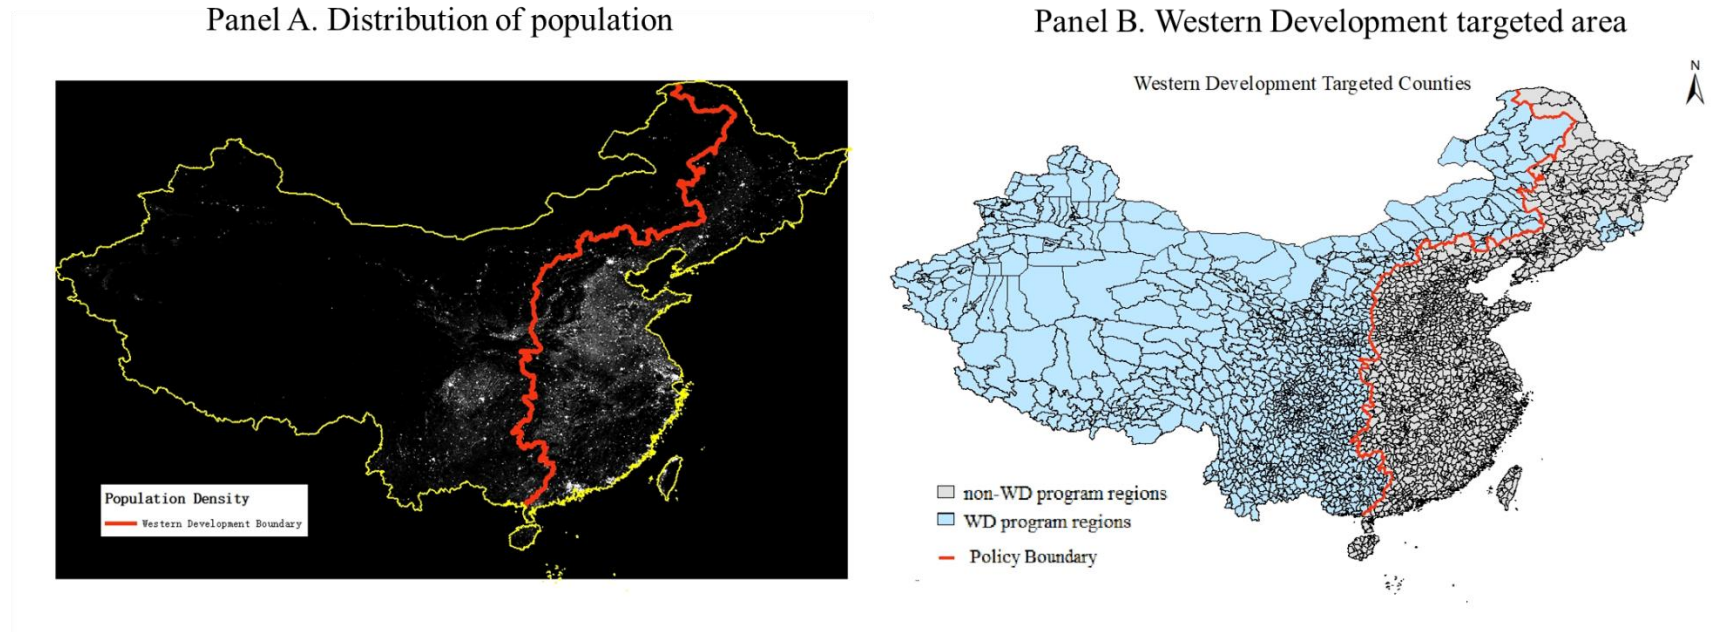 Panel A. Distribution of population
Panel B. Western Development targeted area
N
Western Development Targeted Counties
Population Density
Western Development Boundary
non-WD program regions
WD program regions
Policy Boundary